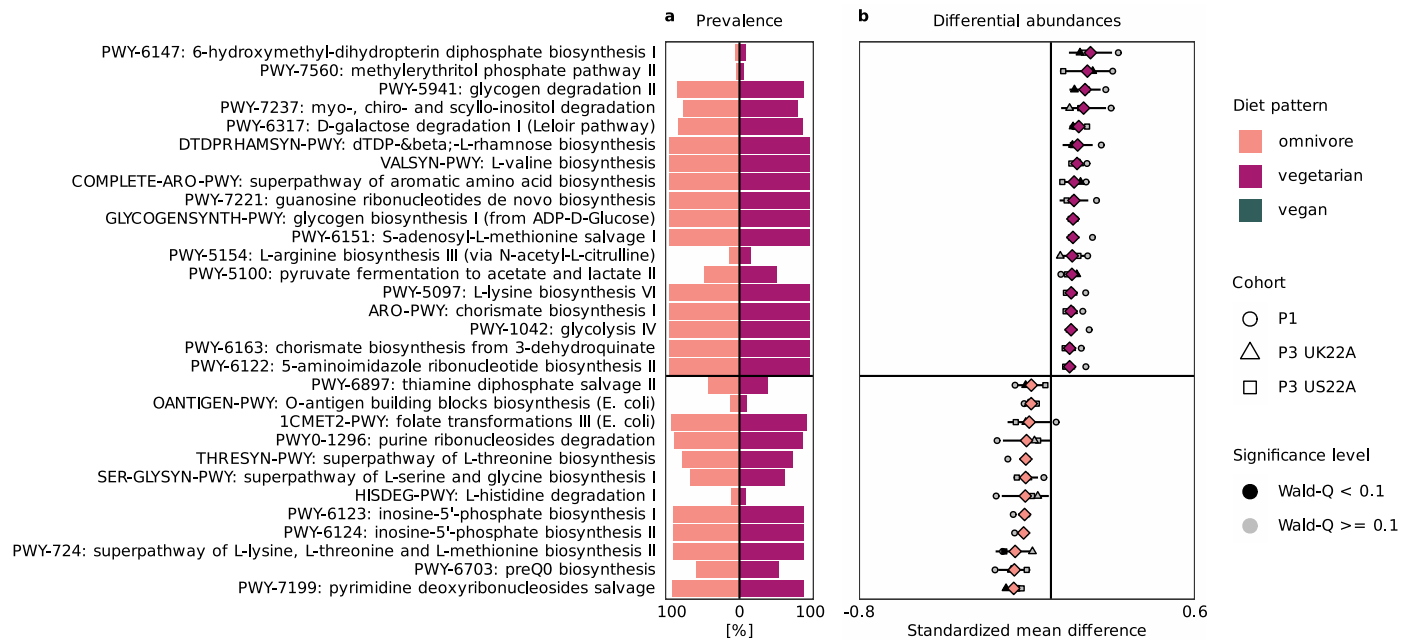 a Prevalence
b Differential abundances
PWY-6147: 6-hydroxymethyl-dihydropterin diphosphate biosynthesis I
PWY-7560: methylerythritol phosphate pathway II
PWY-5941: glycogen degradation II
PWY-7237: myo-, chiro- and scyllo-inositol degradation
PWY-6317: D-galactose degradation I (Leloir pathway)
DTDPRHAMSYN-PWY: dTDP-&beta;-L-rhamnose biosynthesis
VALSYN-PWY: L-valine biosynthesis
COMPLETE-ARO-PWY: superpathway of aromatic amino acid biosynthesis
PWY-7221: guanosine ribonucleotides de novo biosynthesis
GLYCOGENSYNTH-PWY: glycogen biosynthesis I (from ADP-D-Glucose)
PWY-6151: S-adenosyl-L-methionine salvage I
PWY-5154: L-arginine biosynthesis III (via N-acetyl-L-citrulline)
PWY-5100: pyruvate fermentation to acetate and lactate II
PWY-5097: L-lysine biosynthesis VI
ARO-PWY: chorismate biosynthesis I
PWY-1042: glycolysis IV
PWY-6163: chorismate biosynthesis from 3-dehydroquinate
PWY-6122: 5-aminoimidazole ribonucleotide biosynthesis II
PWY-6897: thiamine diphosphate salvage II
OANTIGEN-PWY: O-antigen building blocks biosynthesis (E. coli)
1CMET2-PWY: folate transformations III (E. coli)
PWY0-1296: purine ribonucleosides degradation
THRESYN-PWY: superpathway of L-threonine biosynthesis
SER-GLYSYN-PWY: superpathway of L-serine and glycine biosynthesis I
HISDEG-PWY: L-histidine degradation I
PWY-6123: inosine-5'-phosphate biosynthesis I
PWY-6124: inosine-5'-phosphate biosynthesis II
PWY-724: superpathway of L-lysine, L-threonine and L-methionine biosynthesis II
PWY-6703: preQ0 biosynthesis
PWY-7199: pyrimidine deoxyribonucleosides salvage
100 0 100
[%]
-0.8 0.6
Standardized mean difference
Diet pattern
omnivore
vegetarian
vegan
Cohort
P1
P3 UK22A
P3 US22A
Significance level
Wald-Q < 0.1
Wald-Q >= 0.1